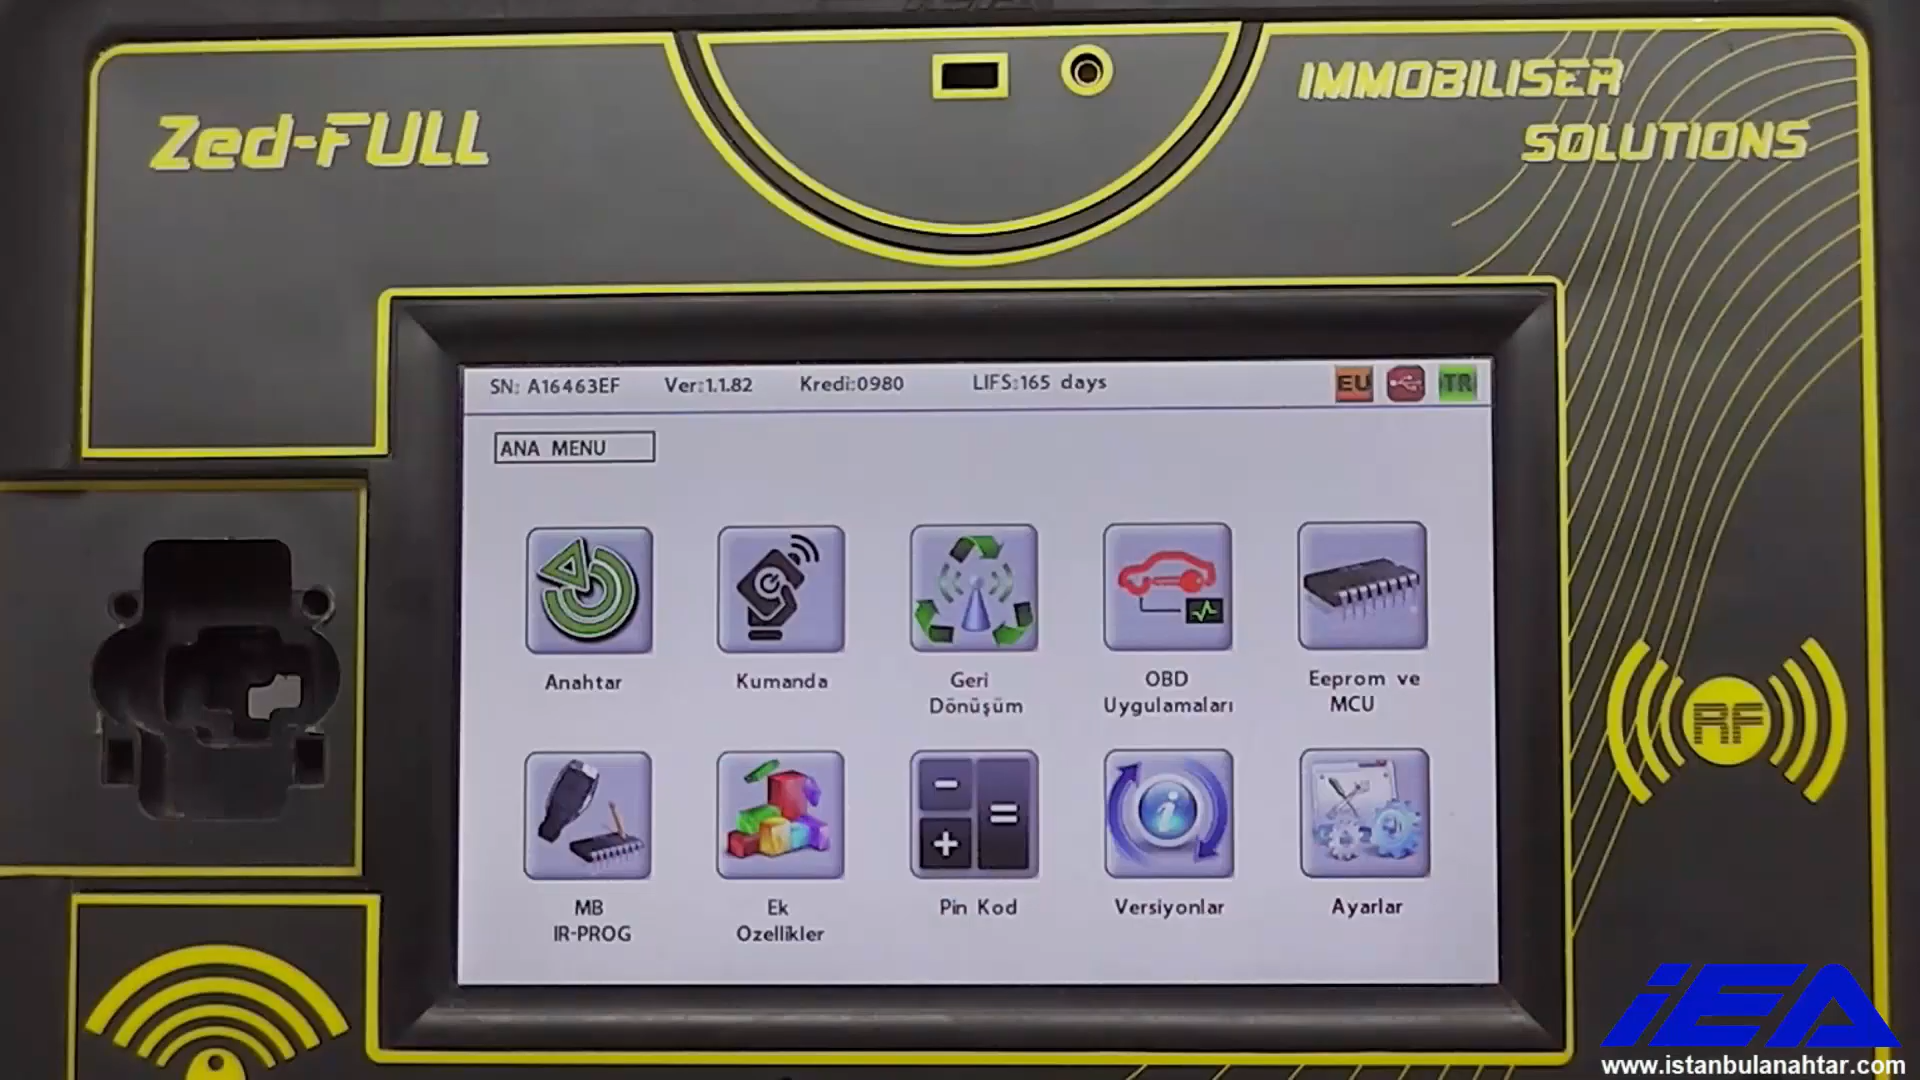 Zed-FULL
IMMOBILISER
SOLUTIONS
SN: A16463EF Ver:1.1.82 Kredi:0980 LIFS:165 days EU TR
ANA MENU
Anahtar
Kumanda
Geri
Dönüşüm
OBD
Uygulamaları
Eeprom ve
MCU
MB
IR-PROG
Ek
Ozellikler
Pin Kod
Versiyonlar
Ayarlar
RF
iEA
www.istanbulanahtar.com